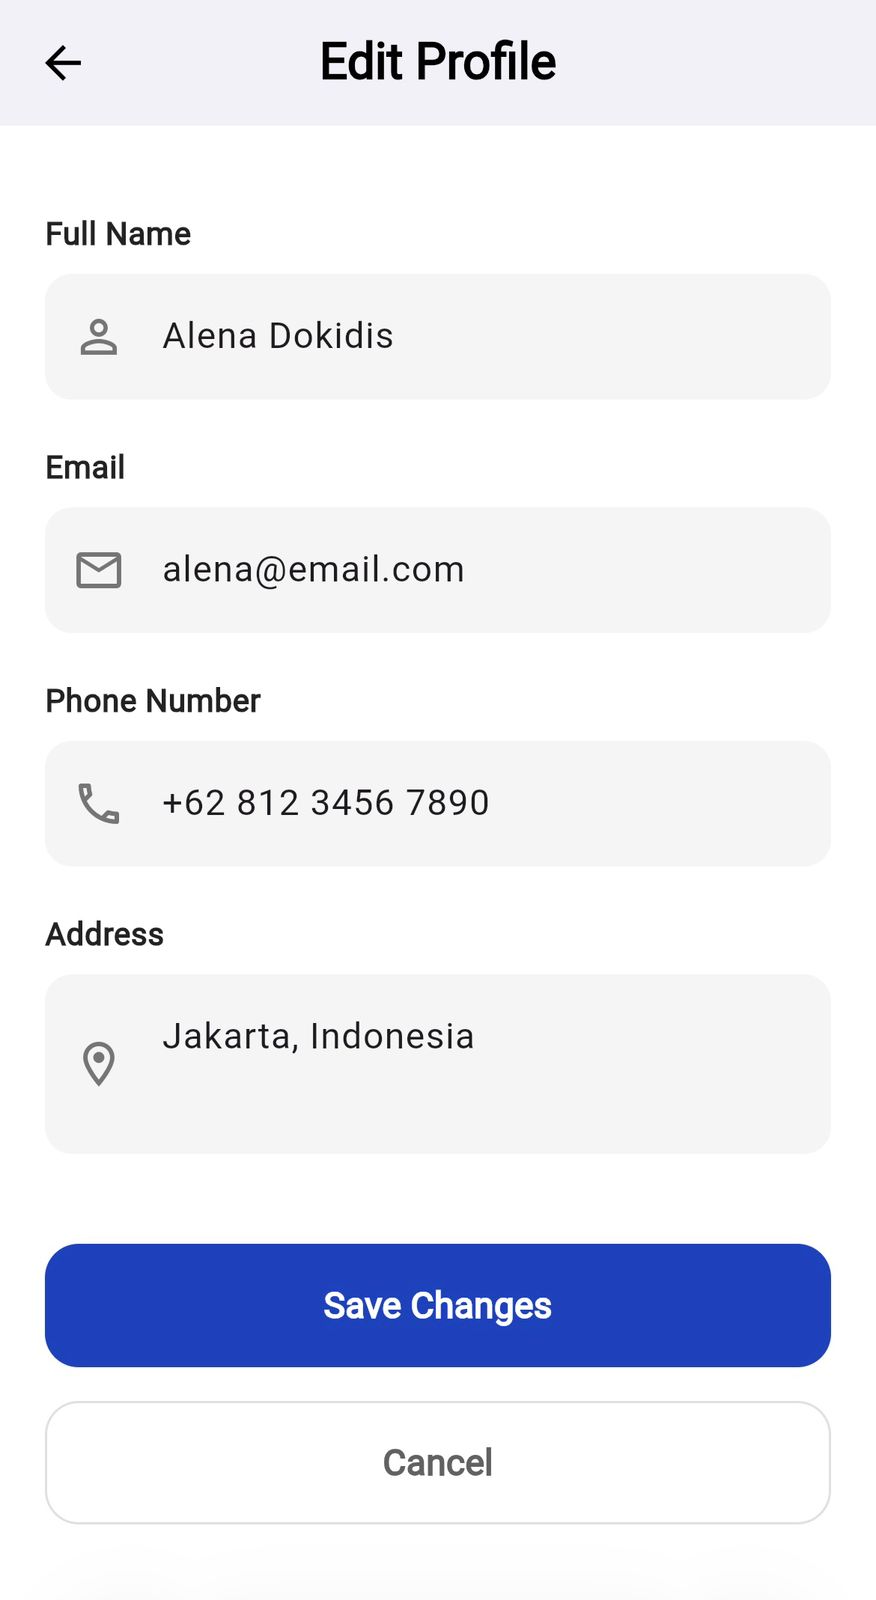 Edit Profile
Full Name
Alena Dokidis
Email
alena@email.com
Phone Number
+62 812 3456 7890
Address
Jakarta, Indonesia
Save Changes
Cancel